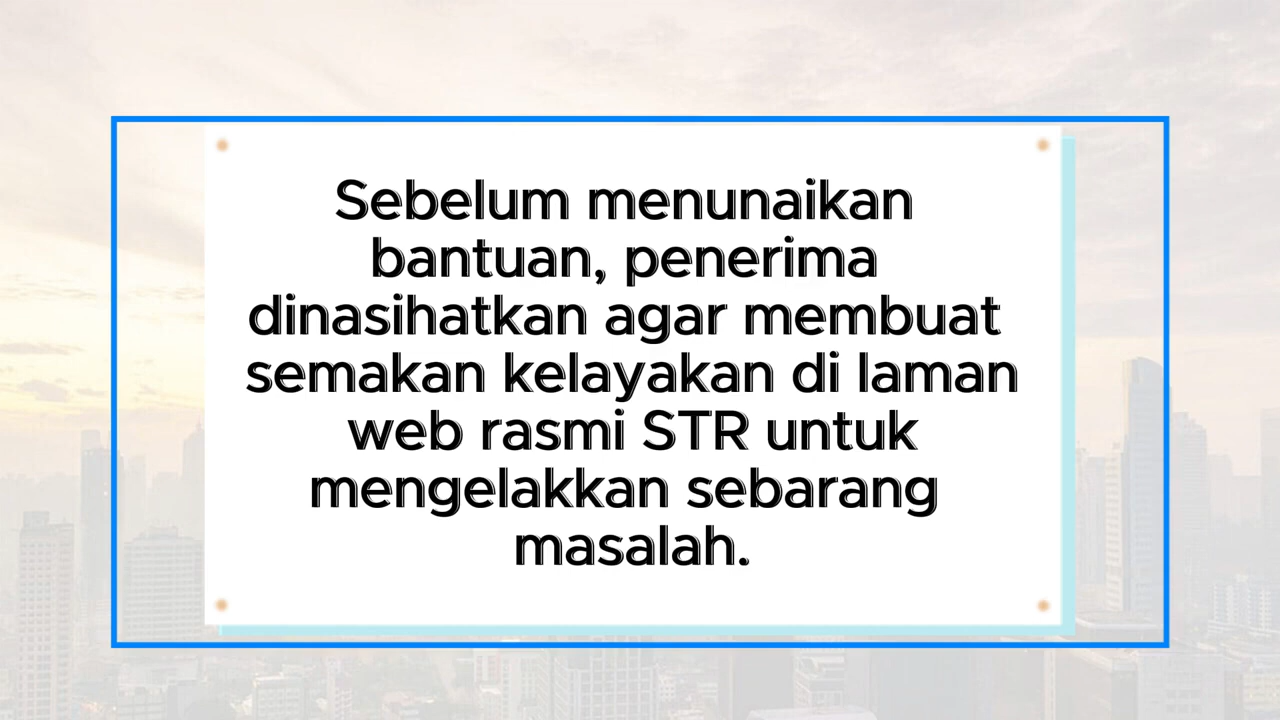 Sebelum menunaikan
bantuan, penerima
dinasihatkan agar membuat
semakan kelayakan di laman
web rasmi STR untuk
mengelakkan sebarang
masalah.